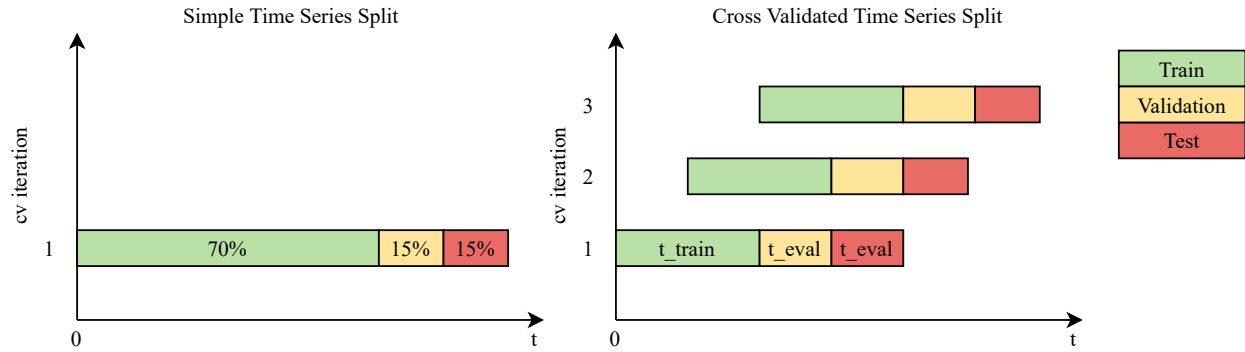 Simple Time Series Split
cv iteration
1
70%
15%
15%
0
t
Cross Validated Time Series Split
cv iteration
3
2
1
t_train
t_eval
t_eval
0
t
Train
Validation
Test